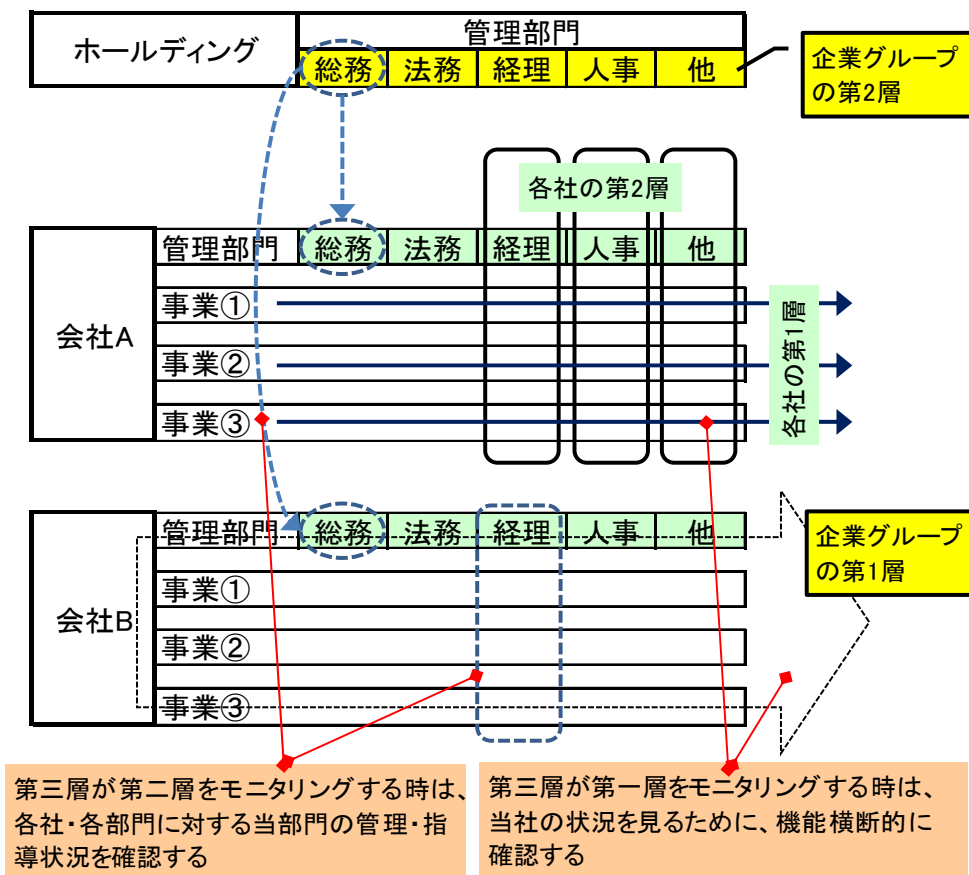 ホールディング
管理部門
総務 法務 経理 人事 他
企業グループ
の第2層
各社の第2層
会社A
管理部門 総務 法務 経理 人事 他
事業①
事業②
事業③
各社の第1層
会社B
管理部門 総務 法務 経理 人事 他
事業①
事業②
事業③
企業グループ
の第1層
第三層が第二層をモニタリングする時は、
各社・各部門に対する当部門の管理・指
導状況を確認する
第三層が第一層をモニタリングする時は、
当社の状況を見るために、機能横断的に
確認する